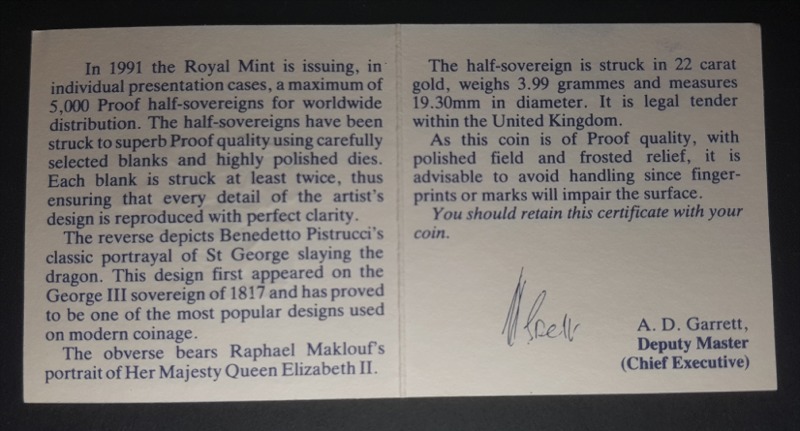 In 1991 the Royal Mint is issuing, in
individual presentation cases, a maximum of
5,000 Proof half-sovereigns for worldwide
distribution. The half-sovereigns have been
struck to superb Proof quality using carefully
selected blanks and highly polished dies.
Each blank is struck at least twice, thus
ensuring that every detail of the artist's
design is reproduced with perfect clarity.
The reverse depicts Benedetto Pistrucci's
classic portrayal of St George slaying the
dragon. This design first appeared on the
George III sovereign of 1817 and has proved
to be one of the most popular designs used
on modern coinage.
The obverse bears Raphael Maklouf's
portrait of Her Majesty Queen Elizabeth II.
The half-sovereign is struck in 22 carat
gold, weighs 3.99 grammes and measures
19.30mm in diameter. It is legal tender
within the United Kingdom.
As this coin is of Proof quality, with
polished field and frosted relief, it is
advisable to avoid handling since finger-
prints or marks will impair the surface.
You should retain this certificate with your
coin.
A. D. Garrett,
Deputy Master
(Chief Executive)